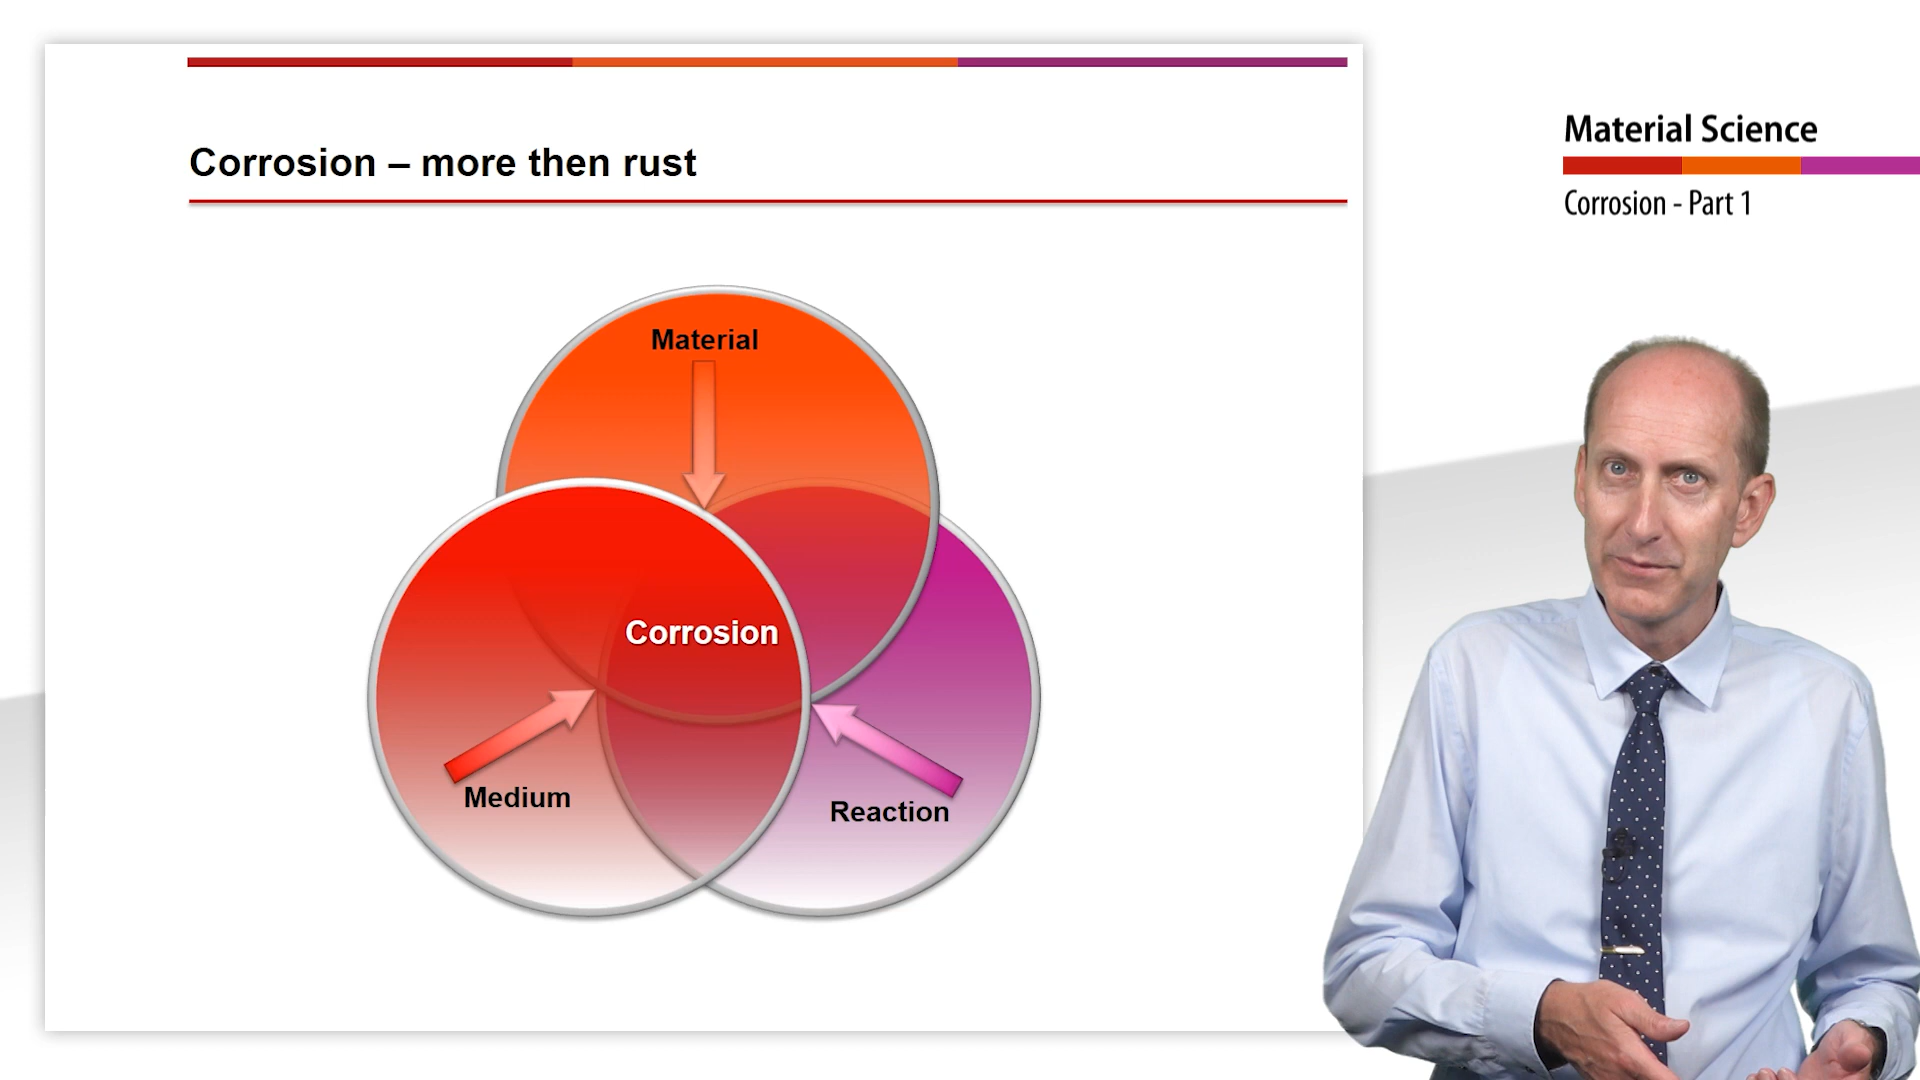 Corrosion – more then rust
Material
Corrosion
Medium
Reaction
Material Science
Corrosion - Part 1